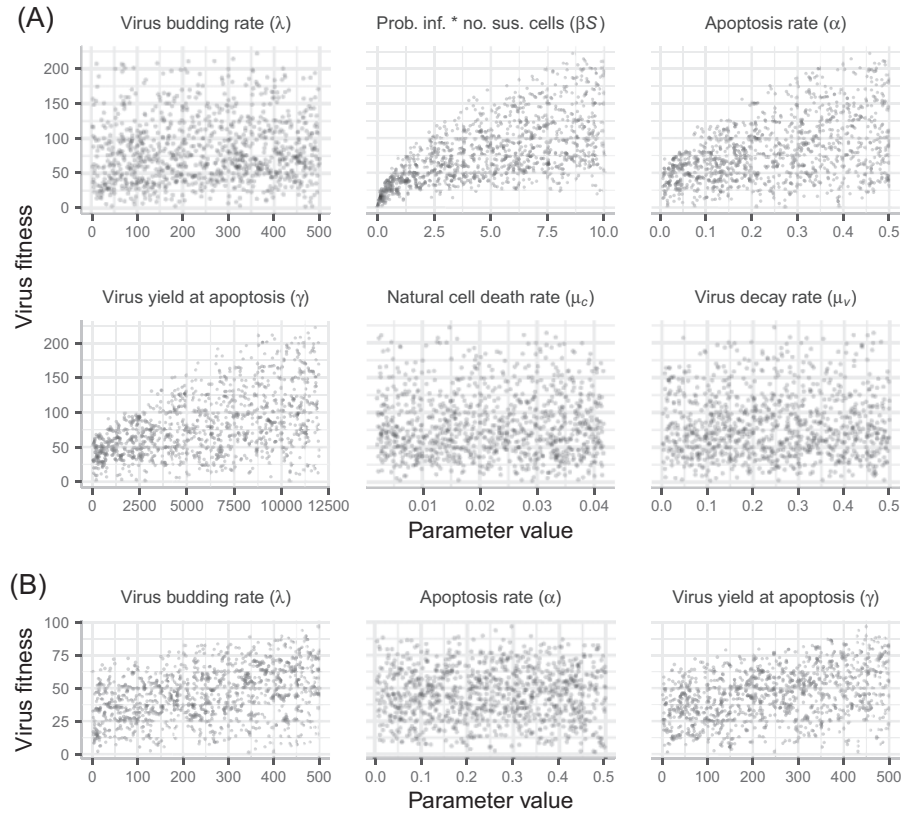 (A)
Virus budding rate (λ)
Prob. inf. * no. sus. cells (βS)
Apoptosis rate (α)
200
150
100
50
0
0 100 200 300 400 500
0.0 2.5 5.0 7.5 10.0
0.0 0.1 0.2 0.3 0.4 0.5
Virus fitness
Virus yield at apoptosis (γ)
Natural cell death rate (μc)
Virus decay rate (μv)
200
150
100
50
0
0 2500 5000 7500 10000 12500
0.01 0.02 0.03 0.04
0.0 0.1 0.2 0.3 0.4 0.5
Parameter value
(B)
Virus budding rate (λ)
Apoptosis rate (α)
Virus yield at apoptosis (γ)
Virus fitness
100
75
50
25
0
0 100 200 300 400 500
0.0 0.1 0.2 0.3 0.4 0.5
0 100 200 300 400 500
Parameter value